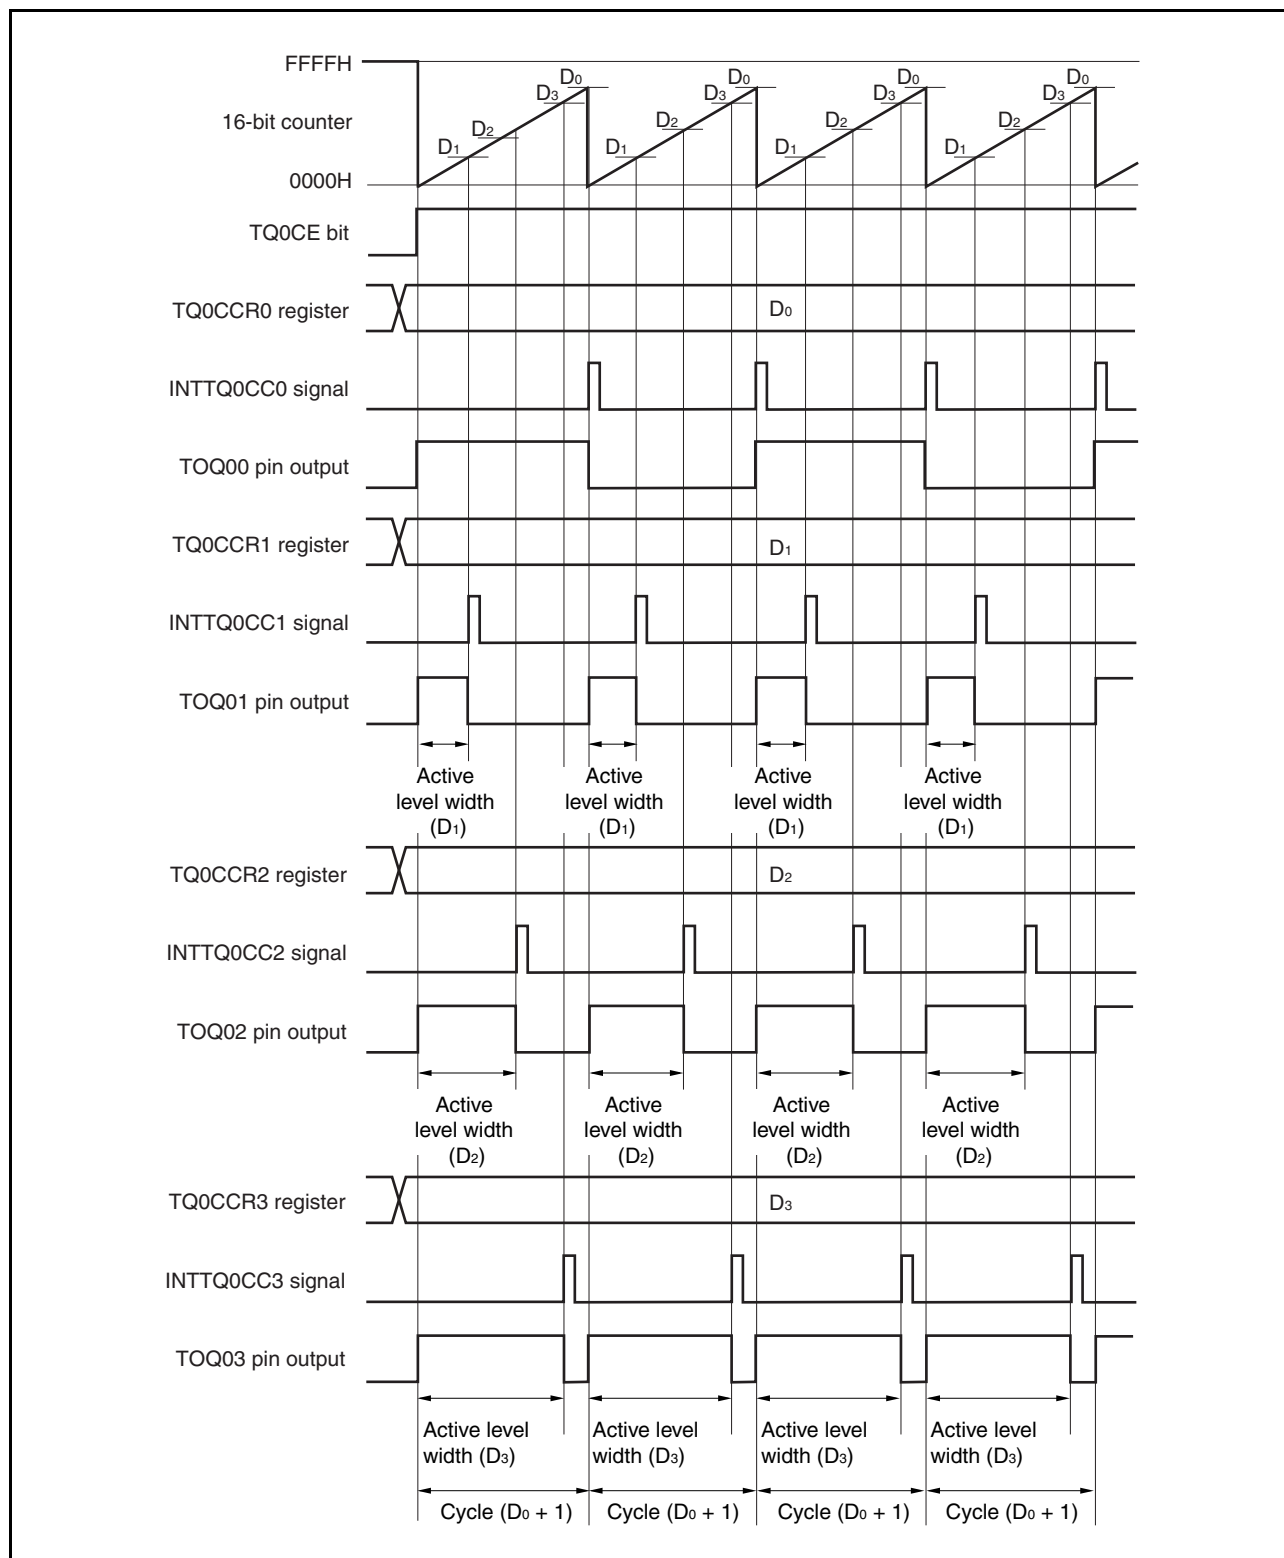 FFFFH
D0 D0 D0 D0
D3 D3 D3 D3
16-bit counter
D2 D2 D2 D2
D1 D1 D1 D1
0000H
TQ0CE bit
TQ0CCR0 register
D0
INTTQ0CC0 signal
TOQ00 pin output
TQ0CCR1 register
D1
INTTQ0CC1 signal
TOQ01 pin output
Active Active Active Active
level width level width level width level width
(D1) (D1) (D1) (D1)
TQ0CCR2 register
D2
INTTQ0CC2 signal
TOQ02 pin output
Active Active Active Active
level width level width level width level width
(D2) (D2) (D2) (D2)
TQ0CCR3 register
D3
INTTQ0CC3 signal
TOQ03 pin output
Active level Active level Active level Active level
width (D3) width (D3) width (D3) width (D3)
Cycle (D0 + 1) Cycle (D0 + 1) Cycle (D0 + 1) Cycle (D0 + 1)